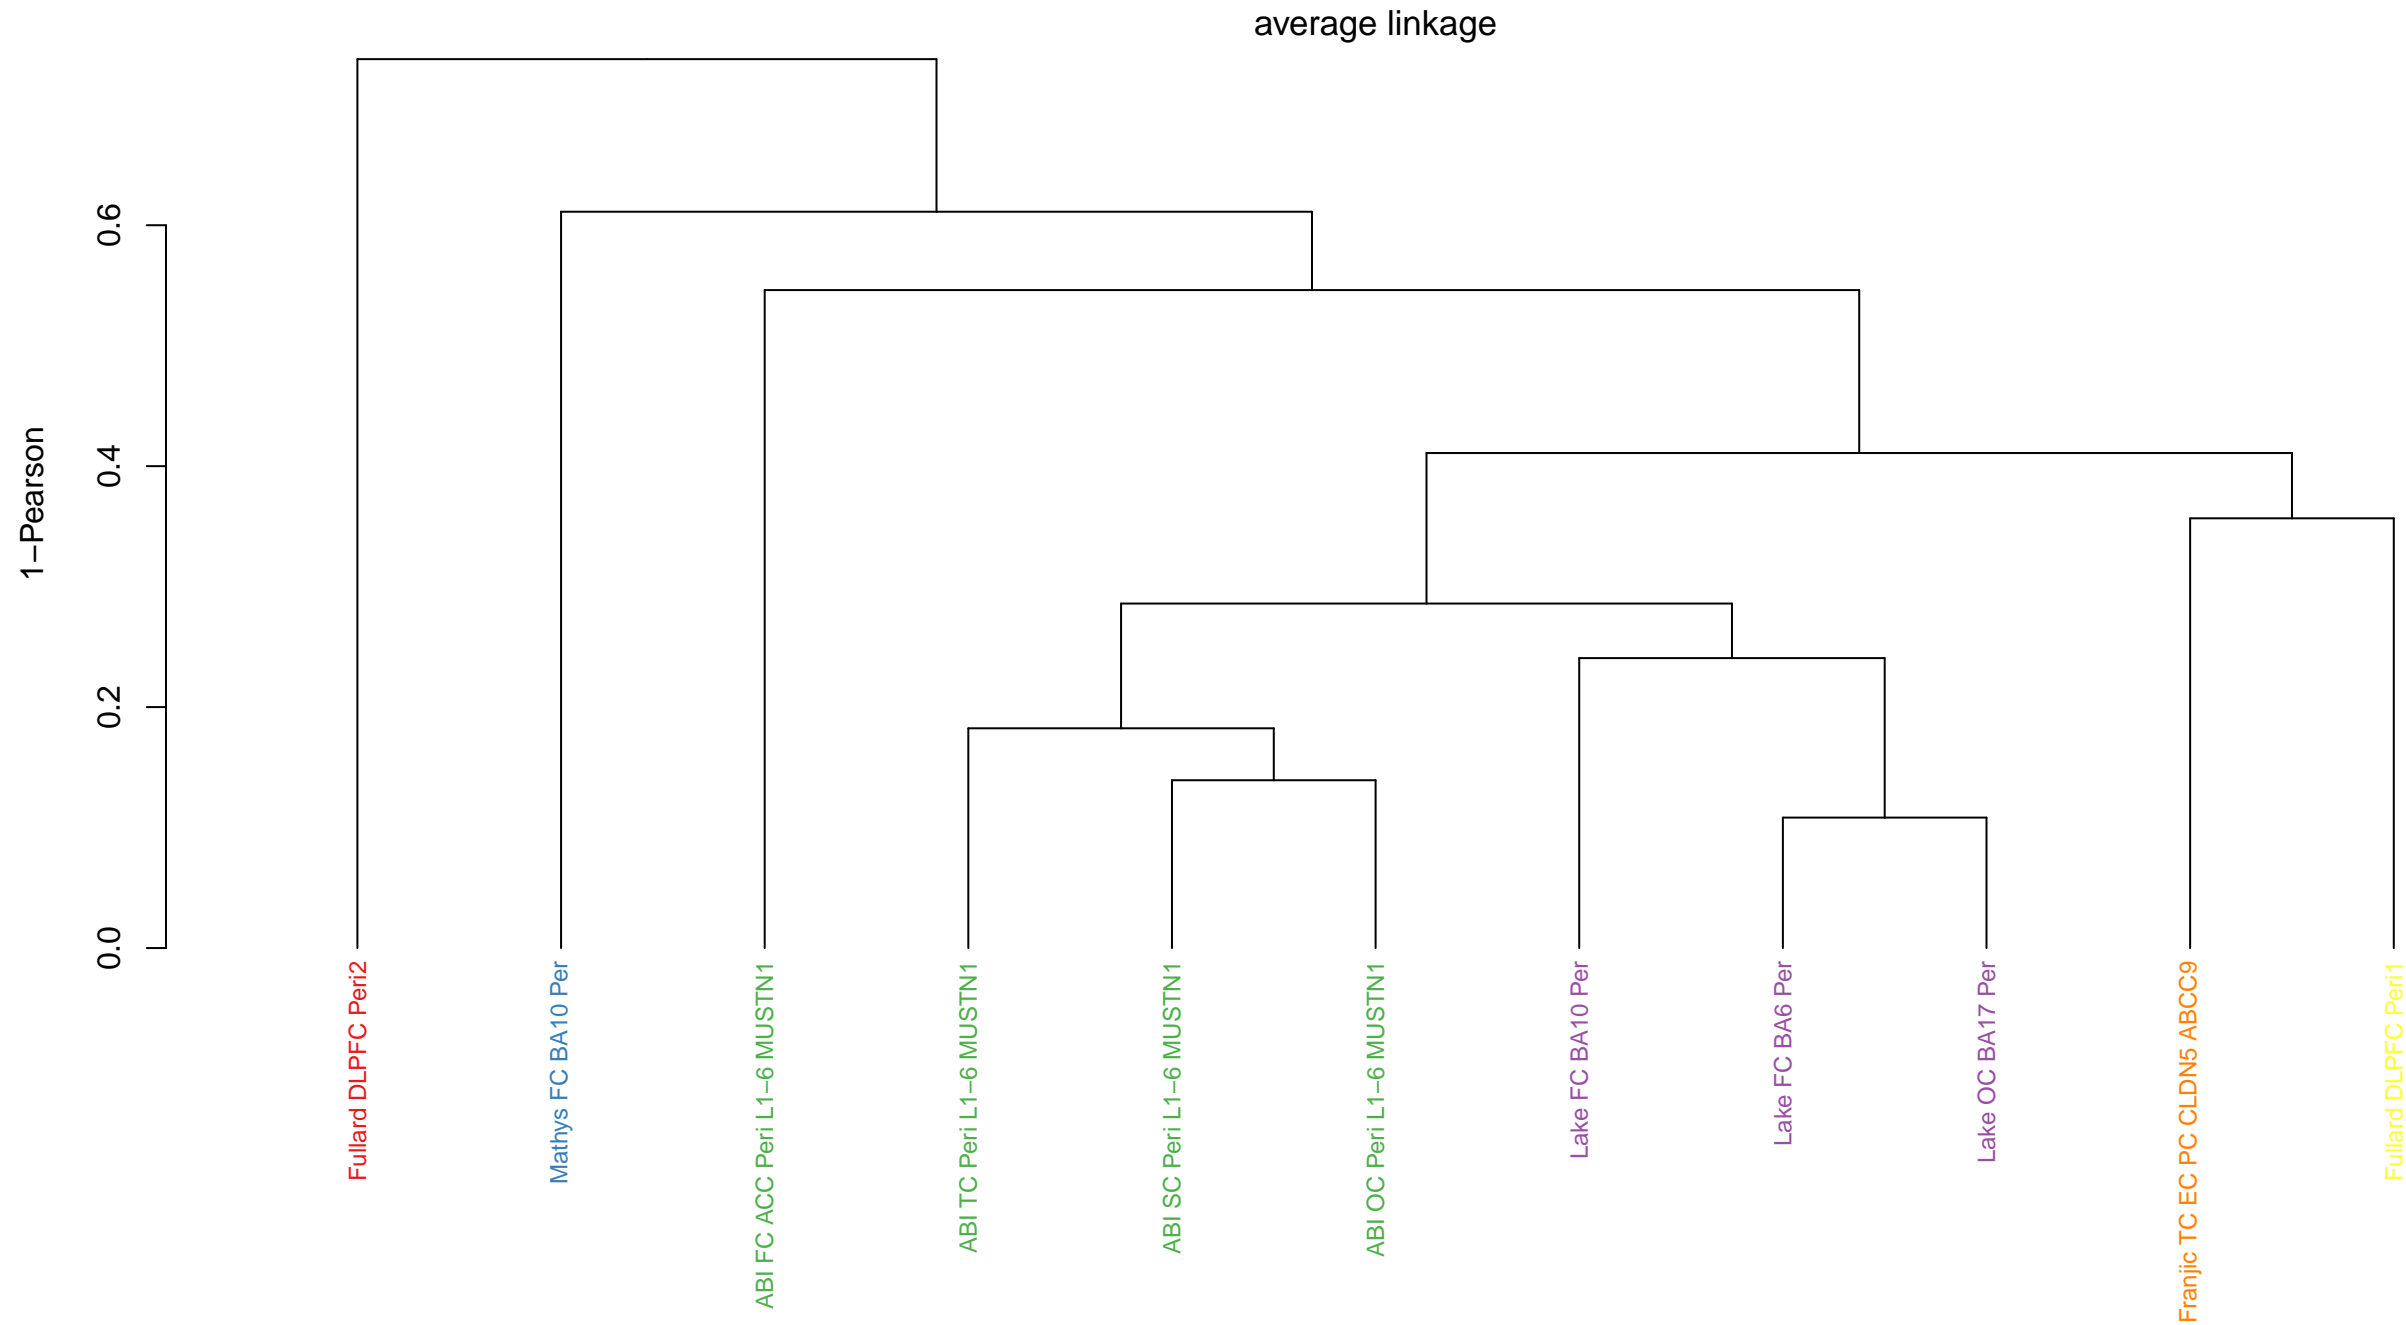 average linkage
1−Pearson
0.6
0.4
0.2
0.0
Fullard DLPFC Peri2
Mathys FC BA10 Per
ABI FC ACC Peri L1−6 MUSTN1
ABI TC Peri L1−6 MUSTN1
ABI SC Peri L1−6 MUSTN1
ABI OC Peri L1−6 MUSTN1
Lake FC BA10 Per
Lake FC BA6 Per
Lake OC BA17 Per
Franjic TC EC PC CLDN5 ABCC9
Fullard DLPFC Peri1